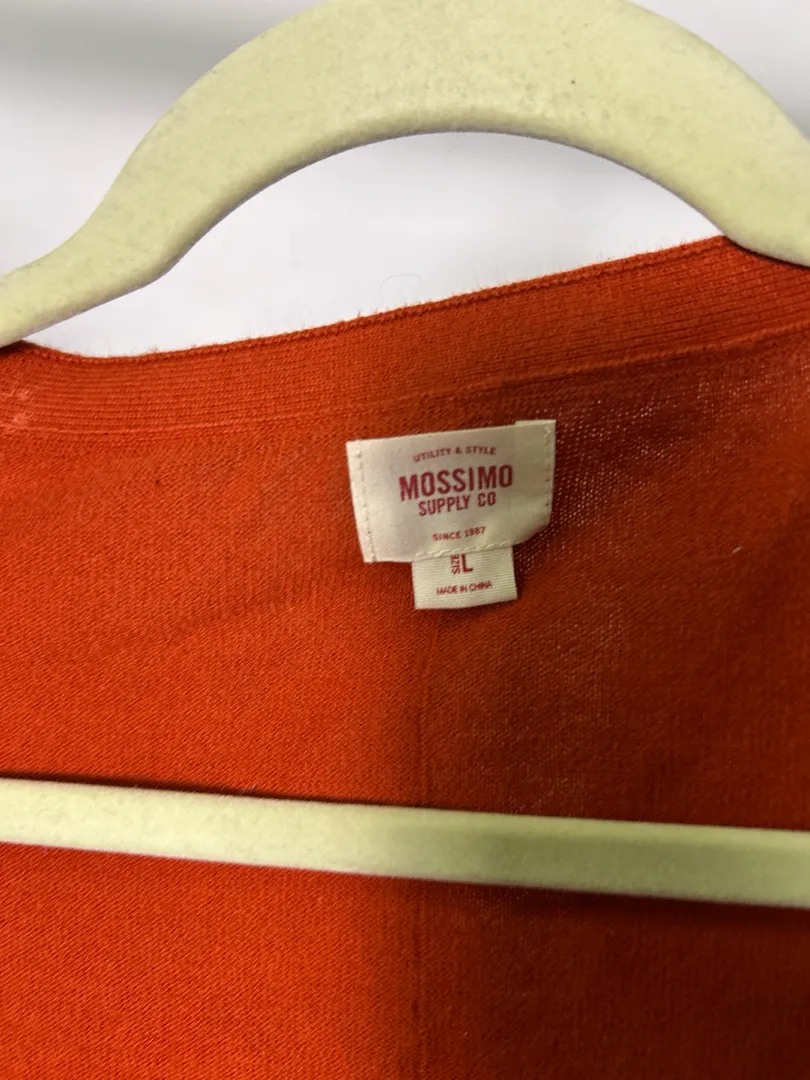 UTILITY & STYLE
MOSSIMO
SUPPLY CO
SINCE 1987
SIZE L
MADE IN CHINA